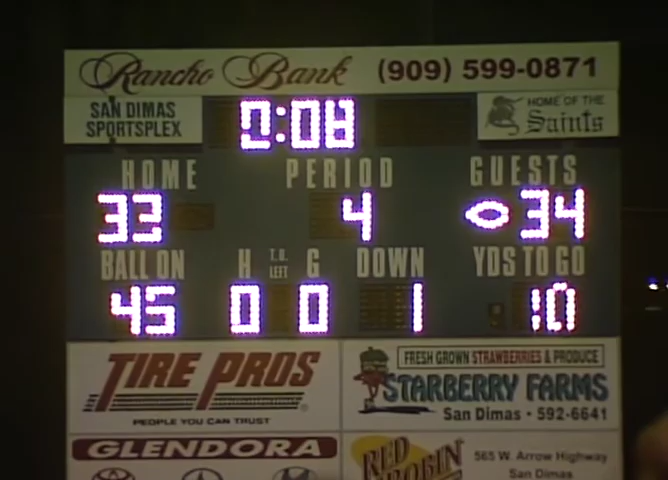 Rancho Bank (909) 599-0871
SAN DIMAS
SPORTSPLEX
0:08
HOME OF THE
Saints
HOME PERIOD GUESTS
33 4 34
BALL ON H T.O. LEFT G DOWN YDS TO GO
45 0 0 1 10
TIRE PROS
PEOPLE YOU CAN TRUST
FRESH GROWN STRAWBERRIES & PRODUCE
STARBERRY FARMS
San Dimas • 592-6641
GLENDORA
RED ROBIN
565 W. Arrow Highway
San Dimas